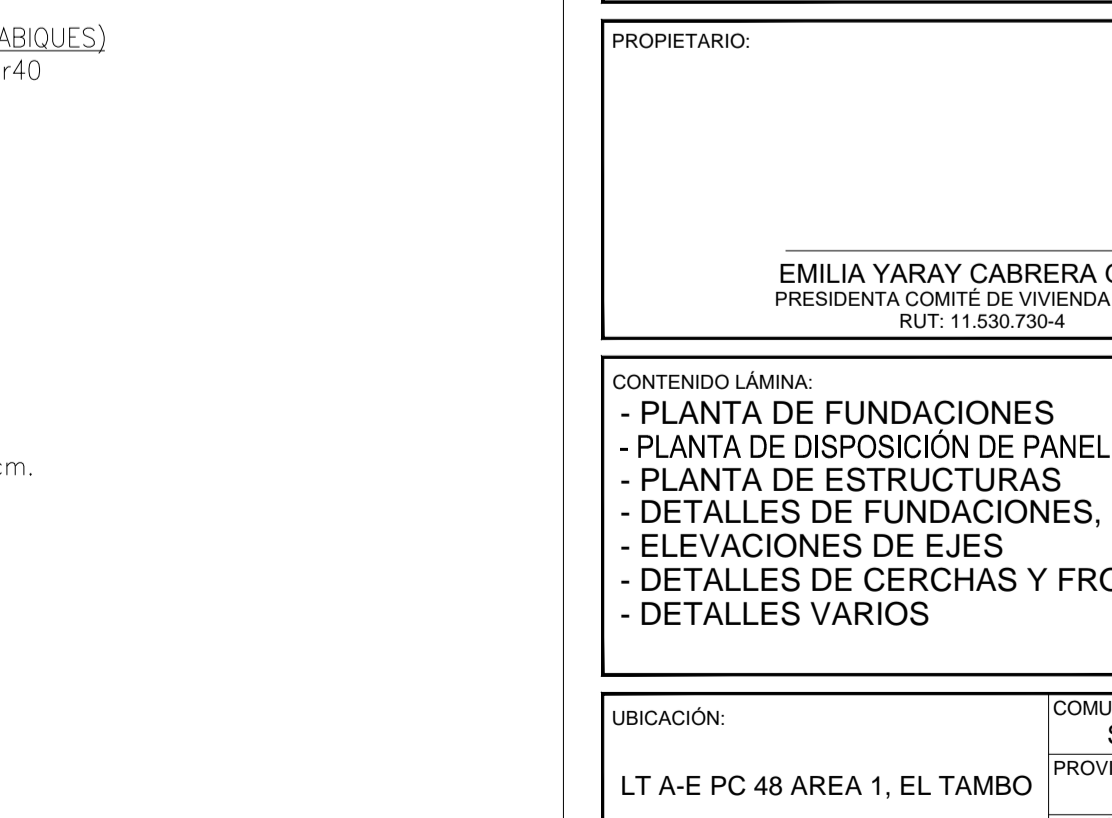 r40
cm.
PROPIETARIO:
EMILIA YARAY CABRERA
PRESIDENTA COMITÉ DE VIVIENDA
RUT: 11.530.730-4
CONTENIDO LÁMINA:
- PLANTA DE FUNDACIONES
- PLANTA DE DISPOSICIÓN DE PANEL
- PLANTA DE ESTRUCTURAS
- DETALLES DE FUNDACIONES,
- ELEVACIONES DE EJES
- DETALLES DE CERCHAS Y
- DETALLES VARIOS
UBICACIÓN:
LT A-E PC 48 AREA 1, EL TAMBO